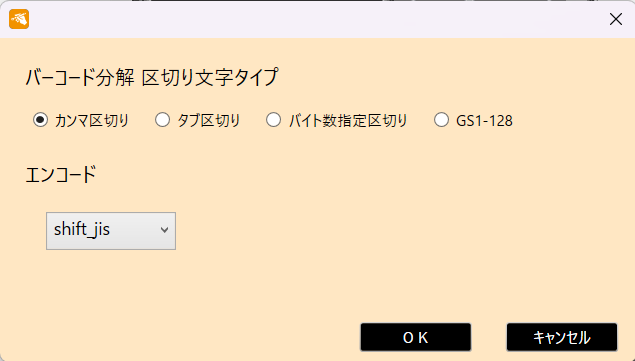 バーコード分解 区切り文字タイプ
カンマ区切り タブ区切り バイト数指定区切り GS1-128
エンコード
shift_jis
ＯＫ キャンセル